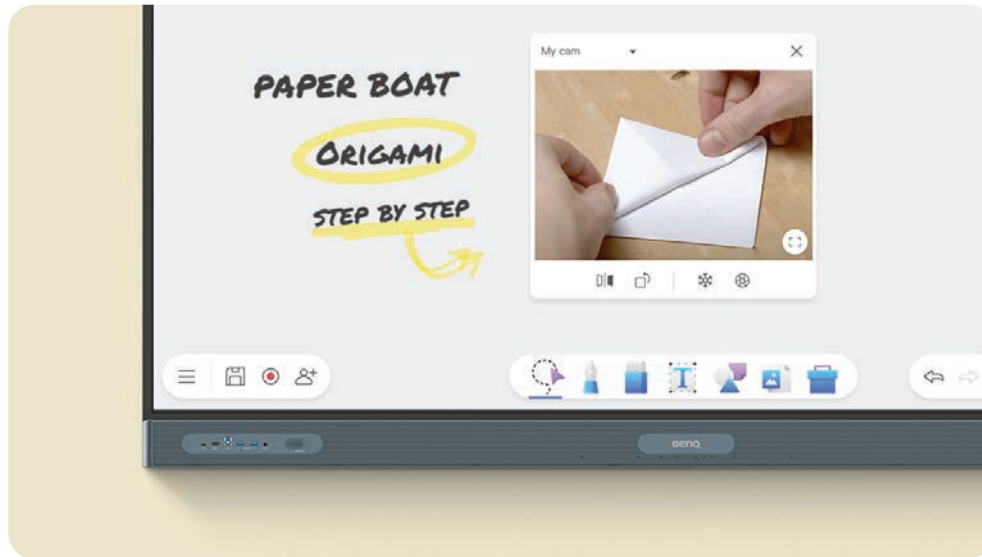 PAPER BOAT
ORIGAMI
STEP BY STEP
My cam
T
BenQ